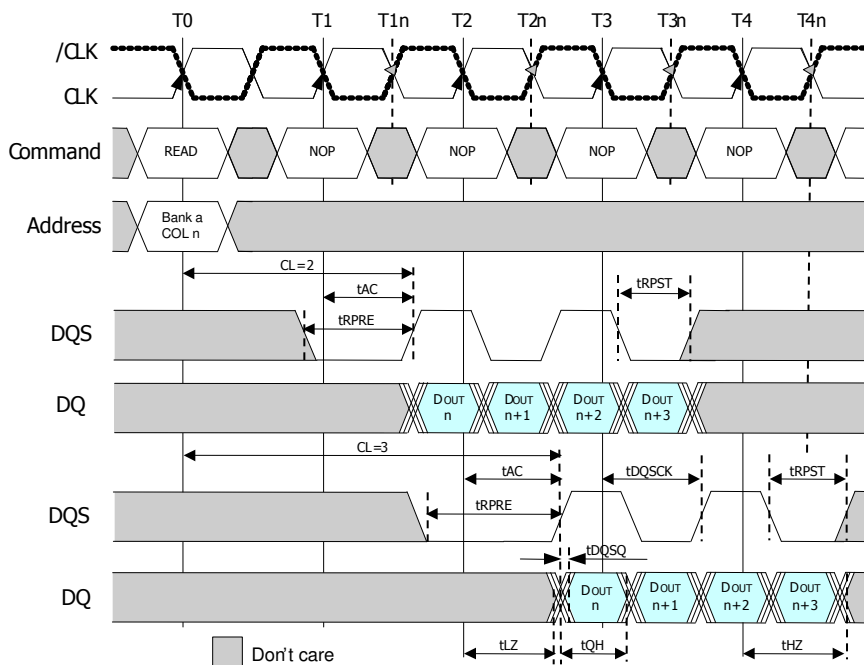 T0 T1 T1n T2 T2n T3 T3n T4 T4n
/CLK
CLK
Command READ NOP NOP NOP NOP
Address Bank a
COL n
CL=2
tAC
tRPRE
tRPST
DQS
DQ DOUT n DOUT n+1 DOUT n+2 DOUT n+3
CL=3
tAC
tDQSCK
tRPST
tRPRE
DQS
tDQSQ
DQ DOUT n DOUT n+1 DOUT n+2 DOUT n+3
tLZ tQH tHZ
Don't care